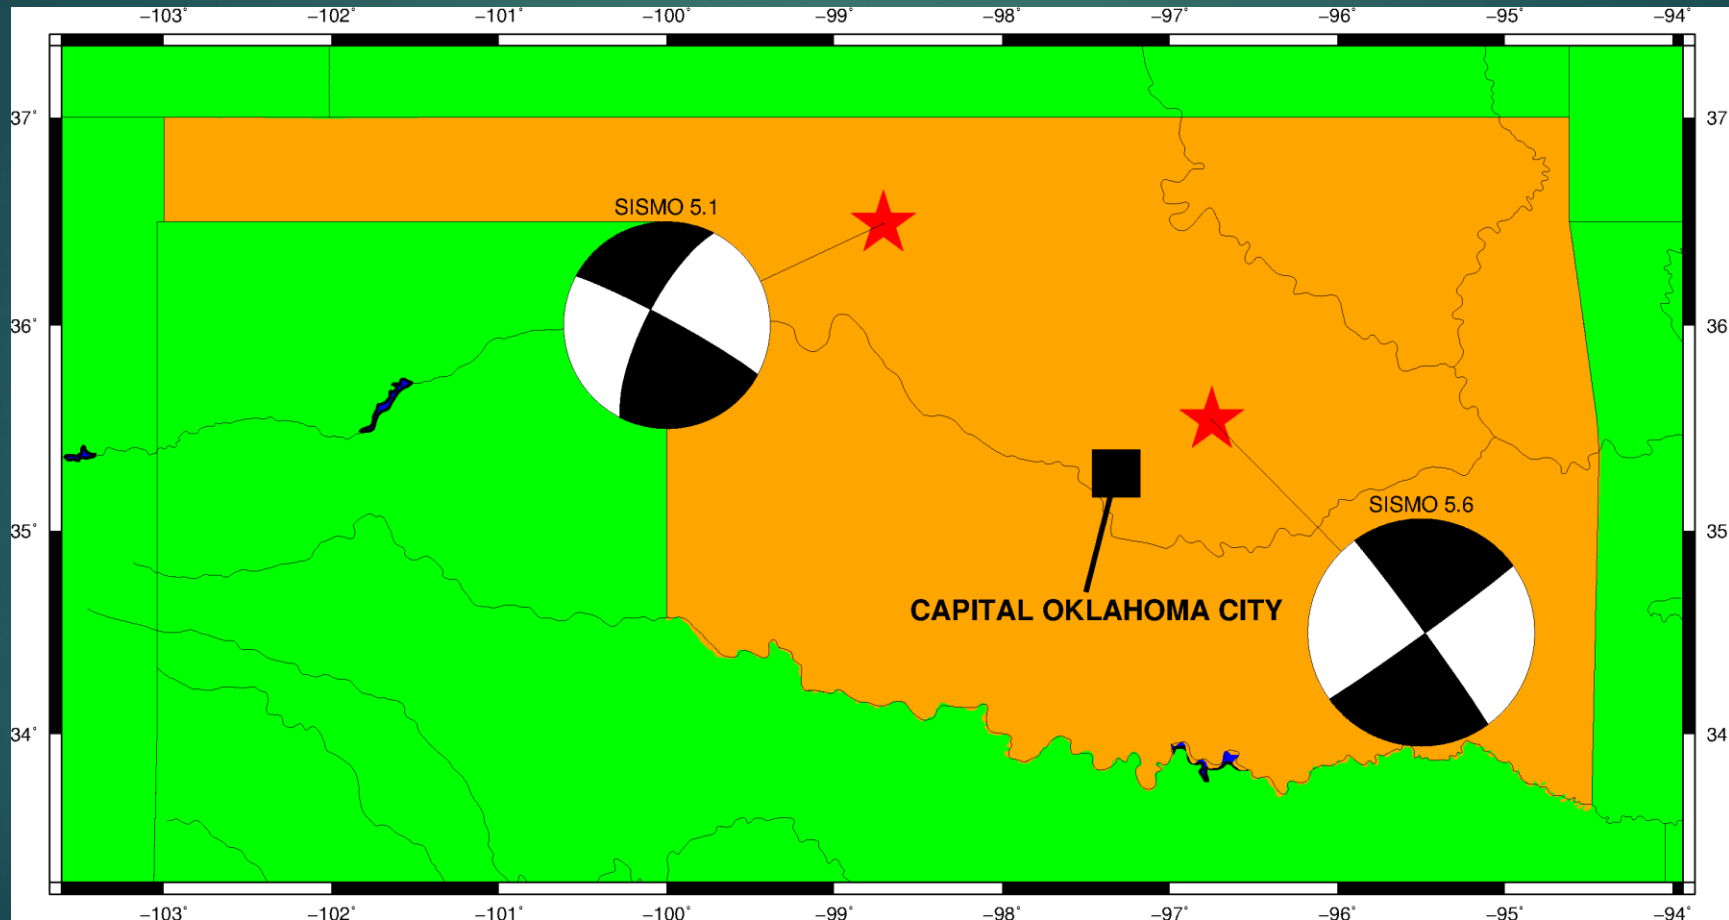 −103° −102° −101° −100° −99° −98° −97° −96° −95° −94°
37° 37
SISMO 5.1
36° 36
SISMO 5.6
35° 35
CAPITAL OKLAHOMA CITY
34° 34
−103° −102° −101° −100° −99° −98° −97° −96° −95° −94°